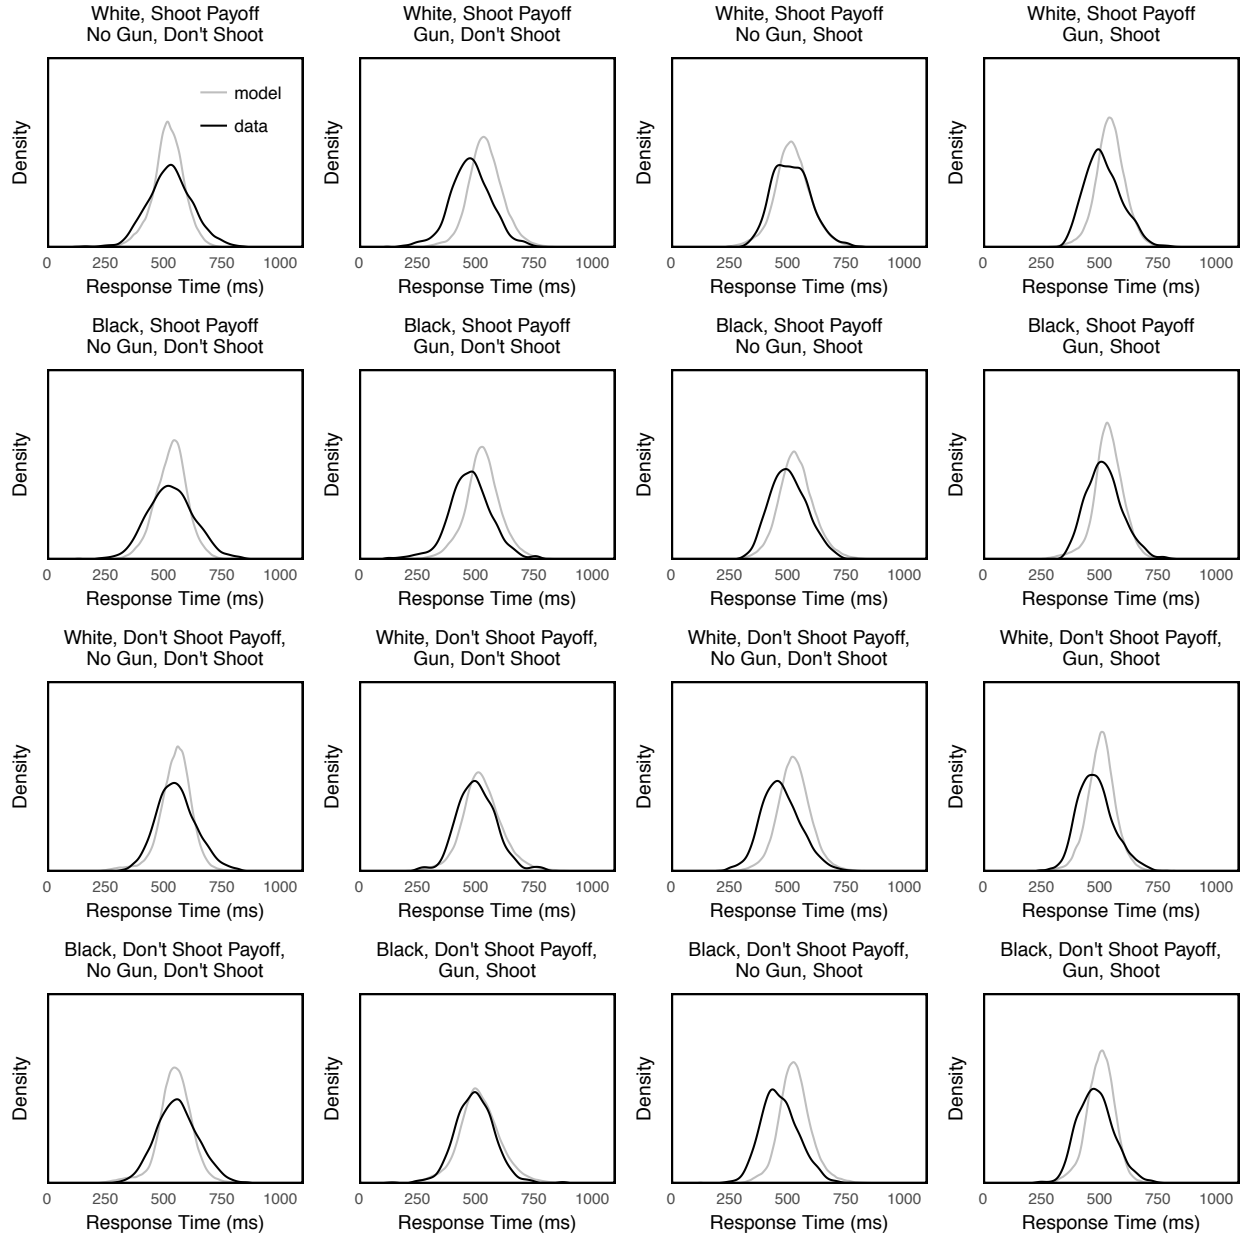 White, Shoot Payoff
No Gun, Don't Shoot
White, Shoot Payoff
Gun, Don't Shoot
White, Shoot Payoff
No Gun, Shoot
White, Shoot Payoff
Gun, Shoot
model
data
Density
Density
Density
Density
0 250 500 750 1000
0 250 500 750 1000
0 250 500 750 1000
0 250 500 750 1000
Response Time (ms)
Response Time (ms)
Response Time (ms)
Response Time (ms)
Black, Shoot Payoff
No Gun, Don't Shoot
Black, Shoot Payoff
Gun, Don't Shoot
Black, Shoot Payoff
No Gun, Shoot
Black, Shoot Payoff
Gun, Shoot
Density
Density
Density
Density
0 250 500 750 1000
0 250 500 750 1000
0 250 500 750 1000
0 250 500 750 1000
Response Time (ms)
Response Time (ms)
Response Time (ms)
Response Time (ms)
White, Don't Shoot Payoff,
No Gun, Don't Shoot
White, Don't Shoot Payoff,
Gun, Don't Shoot
White, Don't Shoot Payoff,
No Gun, Don't Shoot
White, Don't Shoot Payoff,
Gun, Shoot
Density
Density
Density
Density
0 250 500 750 1000
0 250 500 750 1000
0 250 500 750 1000
0 250 500 750 1000
Response Time (ms)
Response Time (ms)
Response Time (ms)
Response Time (ms)
Black, Don't Shoot Payoff,
No Gun, Don't Shoot
Black, Don't Shoot Payoff,
Gun, Shoot
Black, Don't Shoot Payoff,
No Gun, Shoot
Black, Don't Shoot Payoff,
Gun, Shoot
Density
Density
Density
Density
0 250 500 750 1000
0 250 500 750 1000
0 250 500 750 1000
0 250 500 750 1000
Response Time (ms)
Response Time (ms)
Response Time (ms)
Response Time (ms)